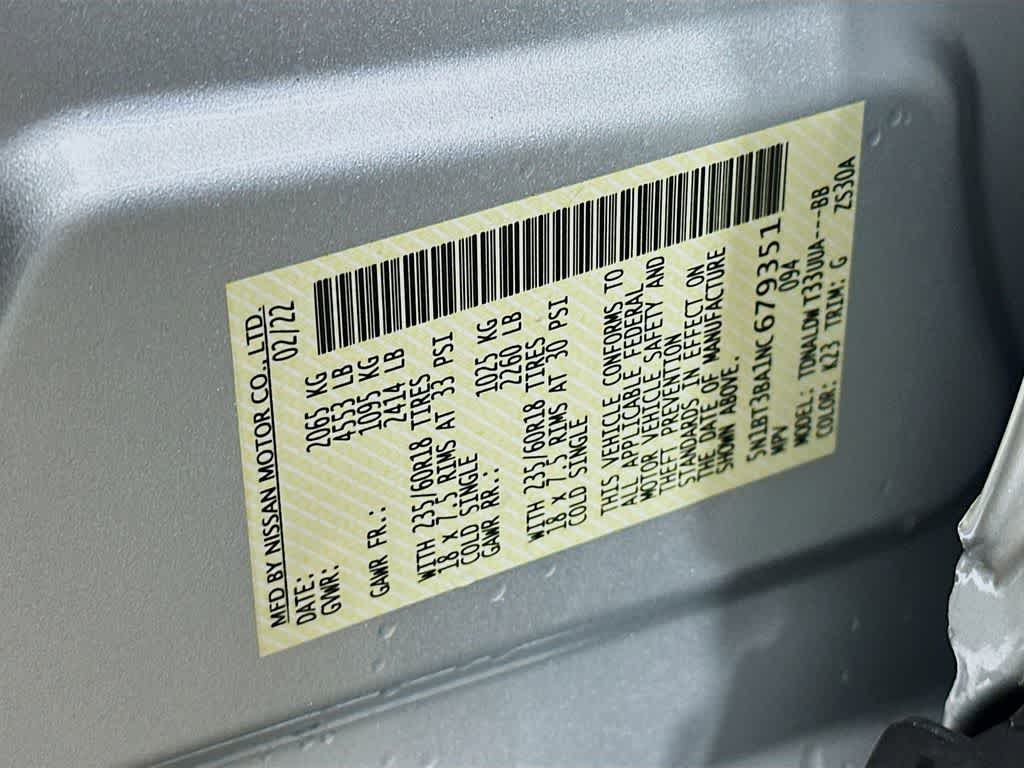 MFD BY NISSAN MOTOR CO., LTD.
DATE: 02/22
GVWR: 2065 KG
4553 LB
GAWR FR.: 1095 KG
2414 LB
WITH 235/60R18 TIRES
18 x 7.5 RIMS AT 33 PSI
COLD SINGLE
GAWR RR.: 1025 KG
2260 LB
WITH 235/60R18 TIRES
18 x 7.5 RIMS AT 30 PSI
COLD SINGLE
THIS VEHICLE CONFORMS TO
ALL APPLICABLE FEDERAL
MOTOR VEHICLE SAFETY AND
THEFT PREVENTION
STANDARDS IN EFFECT ON
THE DATE OF MANUFACTURE
SHOWN ABOVE.
5N1BT3BA1NC679351
MPV 094
MODEL: TDNALDW T33UUA----BB
COLOR: K23 TRIM: G ZS30A